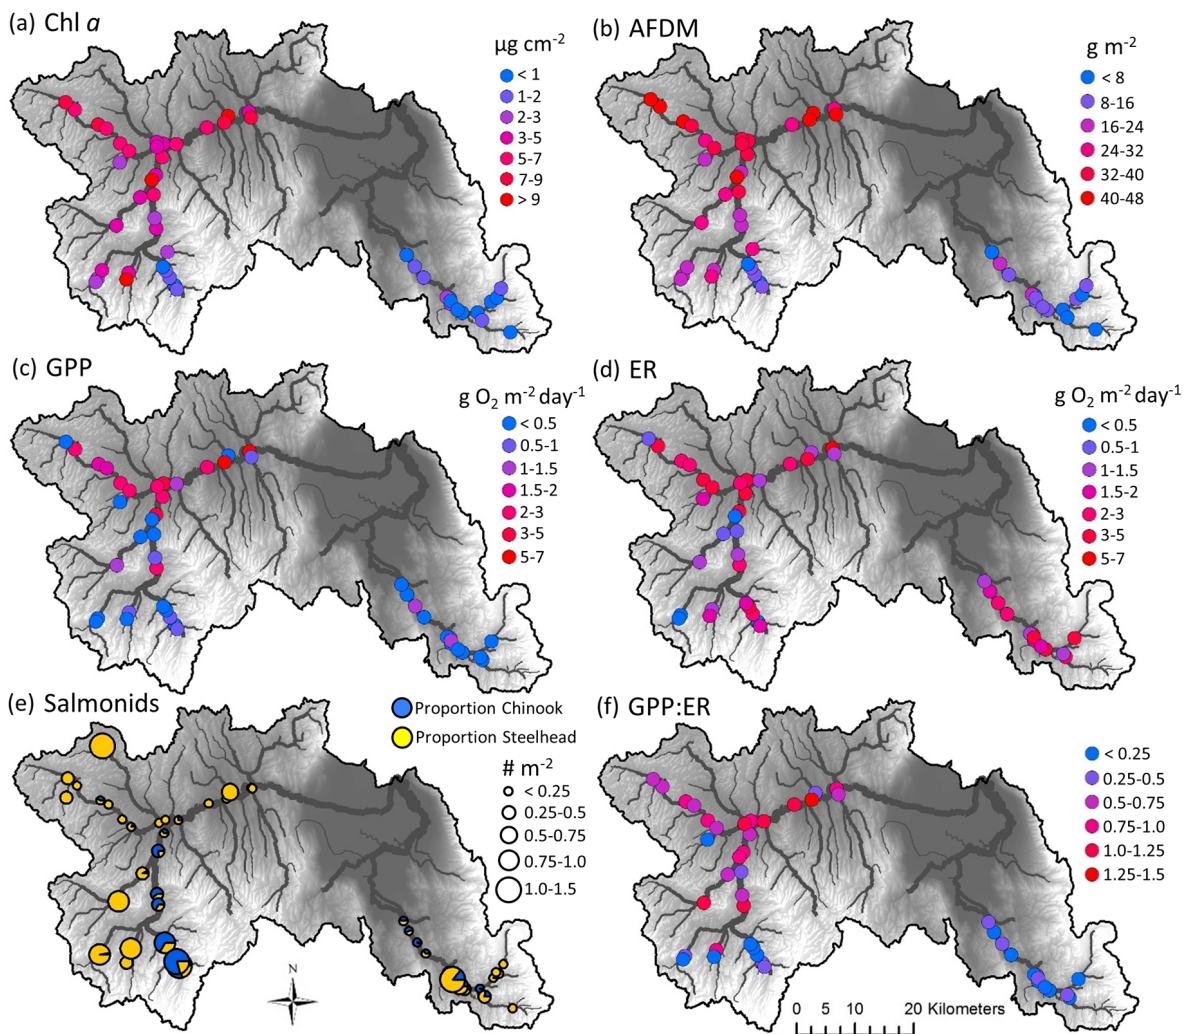 (a) Chl a
µg cm-2
< 1
1-2
2-3
3-5
5-7
7-9
> 9
(b) AFDM
g m-2
< 8
8-16
16-24
24-32
32-40
40-48
(c) GPP
g O2 m-2 day-1
< 0.5
0.5-1
1-1.5
1.5-2
2-3
3-5
5-7
(d) ER
g O2 m-2 day-1
< 0.5
0.5-1
1-1.5
1.5-2
2-3
3-5
5-7
(e) Salmonids
Proportion Chinook
Proportion Steelhead
# m-2
< 0.25
0.25-0.5
0.5-0.75
0.75-1.0
1.0-1.5
N
(f) GPP:ER
< 0.25
0.25-0.5
0.5-0.75
0.75-1.0
1.0-1.25
1.25-1.5
0 5 10 20 Kilometers